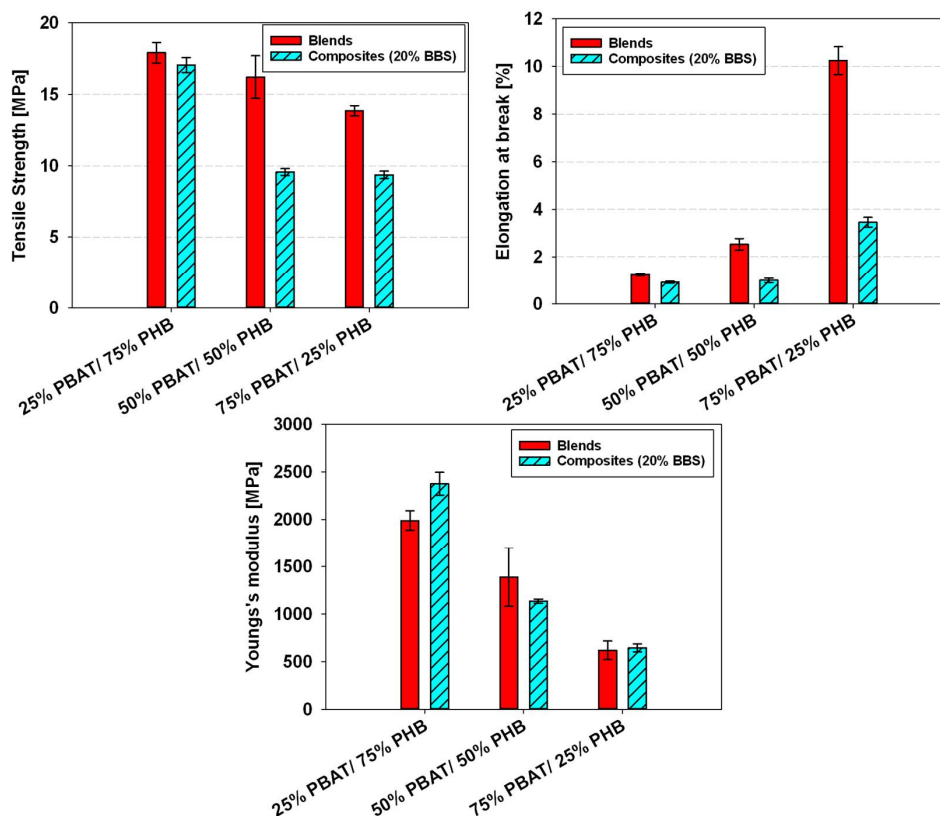 Tensile Strength [MPa]
20
15
10
5
0
Blends
Composites (20% BBS)
25% PBAT/ 75% PHB
50% PBAT/ 50% PHB
75% PBAT/ 25% PHB
Elongation at break [%]
12
10
8
6
4
2
0
Blends
Composites (20% BBS)
25% PBAT/ 75% PHB
50% PBAT/ 50% PHB
75% PBAT/ 25% PHB
Youngs's modulus [MPa]
3000
2500
2000
1500
1000
500
0
Blends
Composites (20% BBS)
25% PBAT/ 75% PHB
50% PBAT/ 50% PHB
75% PBAT/ 25% PHB